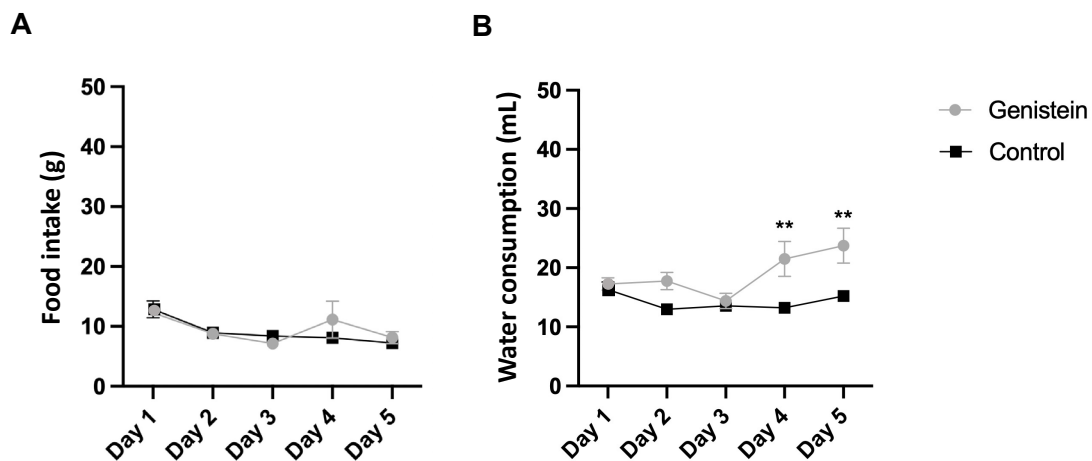 A
Food intake (g)
50
40
30
20
10
0
Day 1
Day 2
Day 3
Day 4
Day 5
B
Water consumption (mL)
50
40
30
20
10
0
**
**
Day 1
Day 2
Day 3
Day 4
Day 5
Genistein
Control